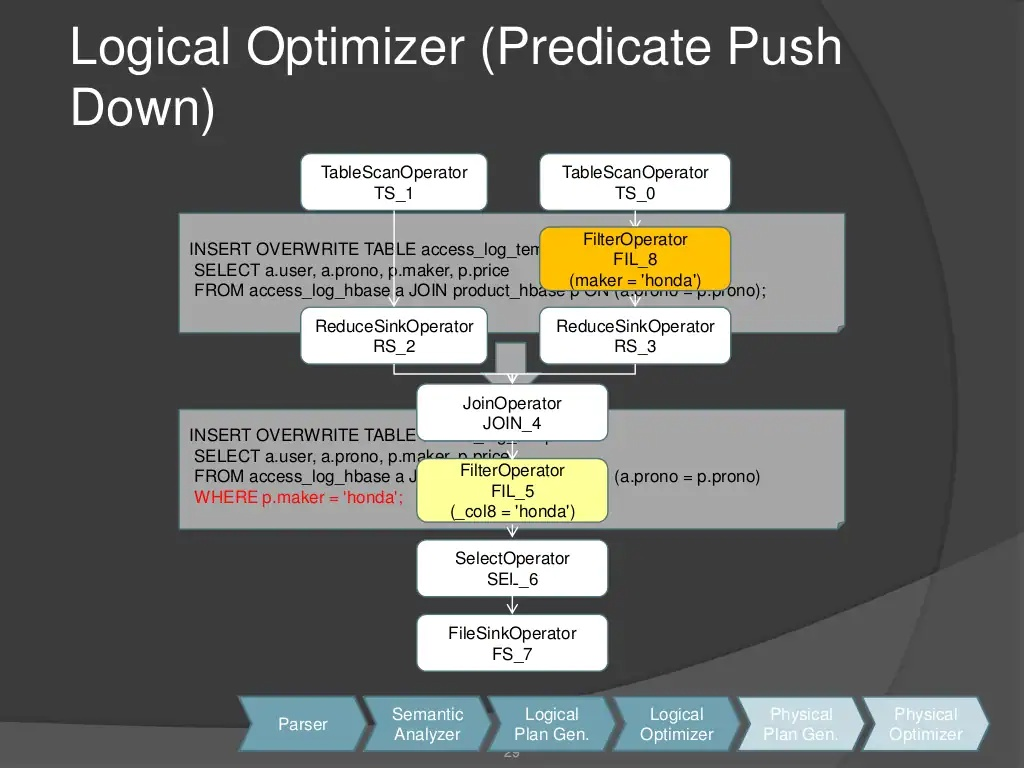 Logical Optimizer (Predicate Push
Down)
TableScanOperator
TS_1
TableScanOperator
TS_0
INSERT OVERWRITE TABLE access_log_tem
SELECT a.user, a.prono, p.maker, p.price
FROM access_log_hbase a JOIN product_hbase p ON (a.prono = p.prono);
FilterOperator
FIL_8
(maker = 'honda')
ReduceSinkOperator
RS_2
ReduceSinkOperator
RS_3
JoinOperator
JOIN_4
INSERT OVERWRITE TABLE
SELECT a.user, a.prono, p.maker, p.price
FROM access_log_hbase a J
(a.prono = p.prono)
WHERE p.maker = 'honda';
FilterOperator
FIL_5
(_col8 = 'honda')
SelectOperator
SEL_6
FileSinkOperator
FS_7
Parser
Semantic
Analyzer
Logical
Plan Gen.
Logical
Optimizer
Physical
Plan Gen.
Physical
Optimizer
29